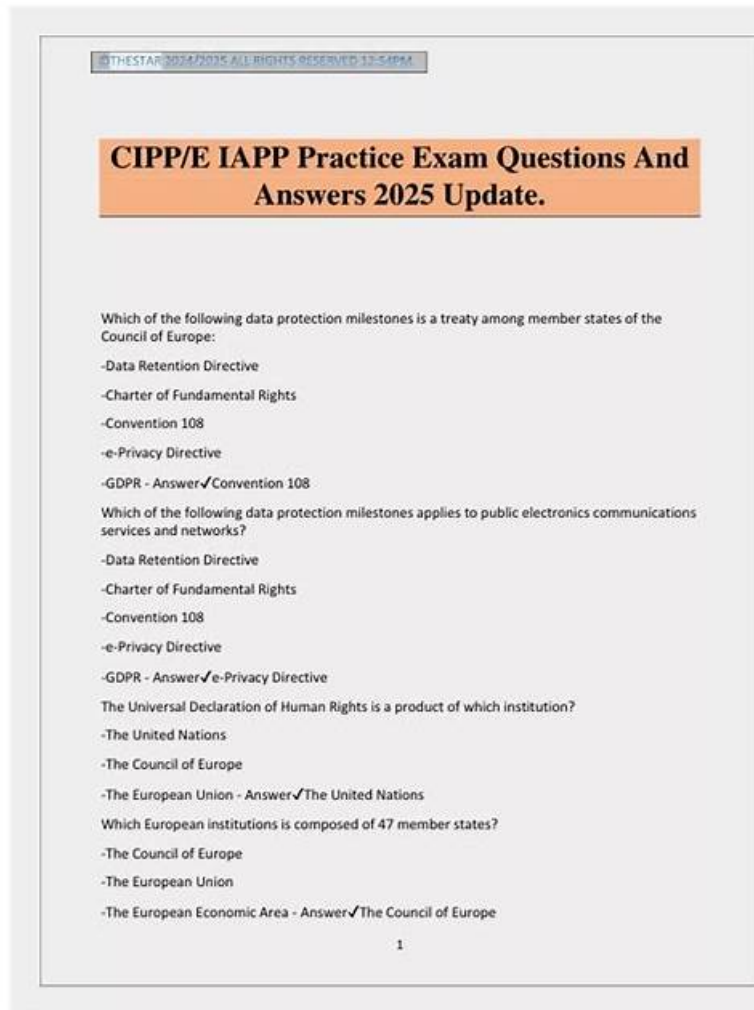 ©THESTAR 2024/2025 ALL RIGHTS RESERVED 12:54PM.
CIPP/E IAPP Practice Exam Questions And
Answers 2025 Update.
Which of the following data protection milestones is a treaty among member states of the
Council of Europe:
-Data Retention Directive
-Charter of Fundamental Rights
-Convention 108
-e-Privacy Directive
-GDPR - Answer✓Convention 108
Which of the following data protection milestones applies to public electronics communications
services and networks?
-Data Retention Directive
-Charter of Fundamental Rights
-Convention 108
-e-Privacy Directive
-GDPR - Answer✓e-Privacy Directive
The Universal Declaration of Human Rights is a product of which institution?
-The United Nations
-The Council of Europe
-The European Union - Answer✓The United Nations
Which European institutions is composed of 47 member states?
-The Council of Europe
-The European Union
-The European Economic Area - Answer✓The Council of Europe
1